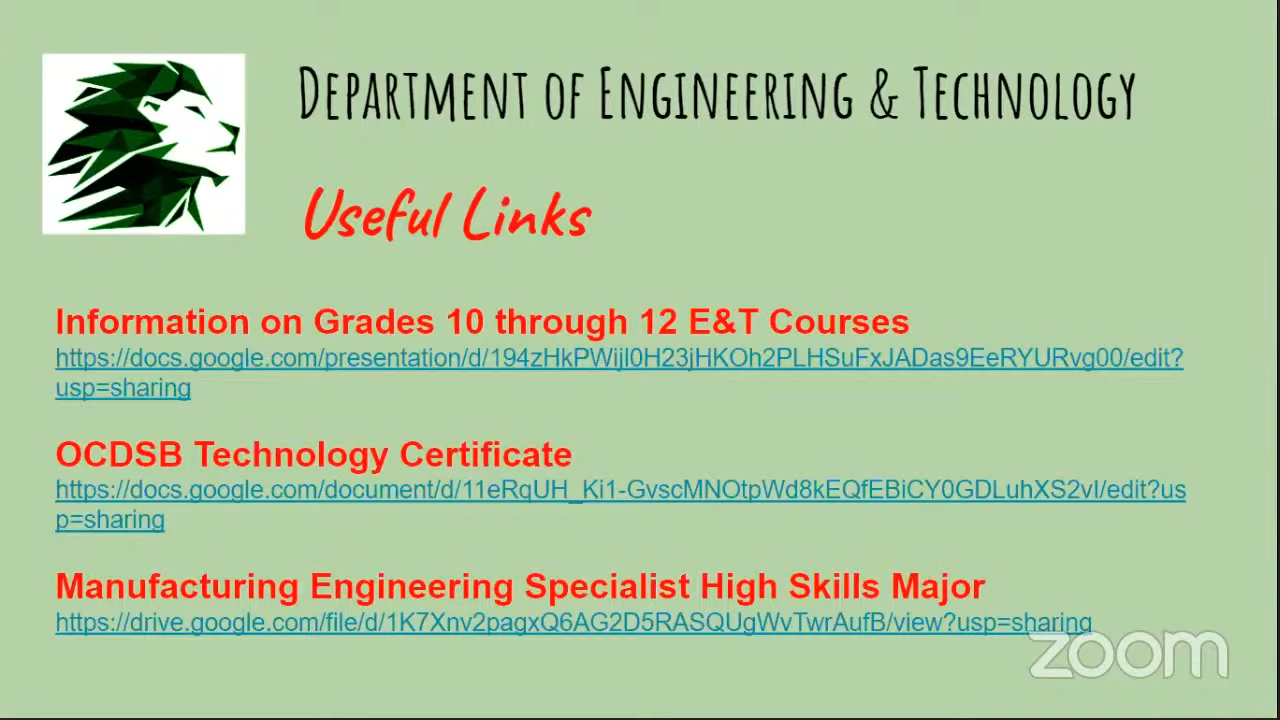 Department of Engineering & Technology
Useful Links
Information on Grades 10 through 12 E&T Courses
https://docs.google.com/presentation/d/194zHkPWijl0H23jHKOh2PLHSuFxJADas9EeRYURvg00/edit?
usp=sharing
OCDSB Technology Certificate
https://docs.google.com/document/d/11eRqUH_Ki1-GvscMNOtpWd8kEQfEBiCY0GDLuhXS2vI/edit?us
p=sharing
Manufacturing Engineering Specialist High Skills Major
https://drive.google.com/file/d/1K7Xnv2pagxQ6AG2D5RASQUgWvTwrAufB/view?usp=sharing
zoom